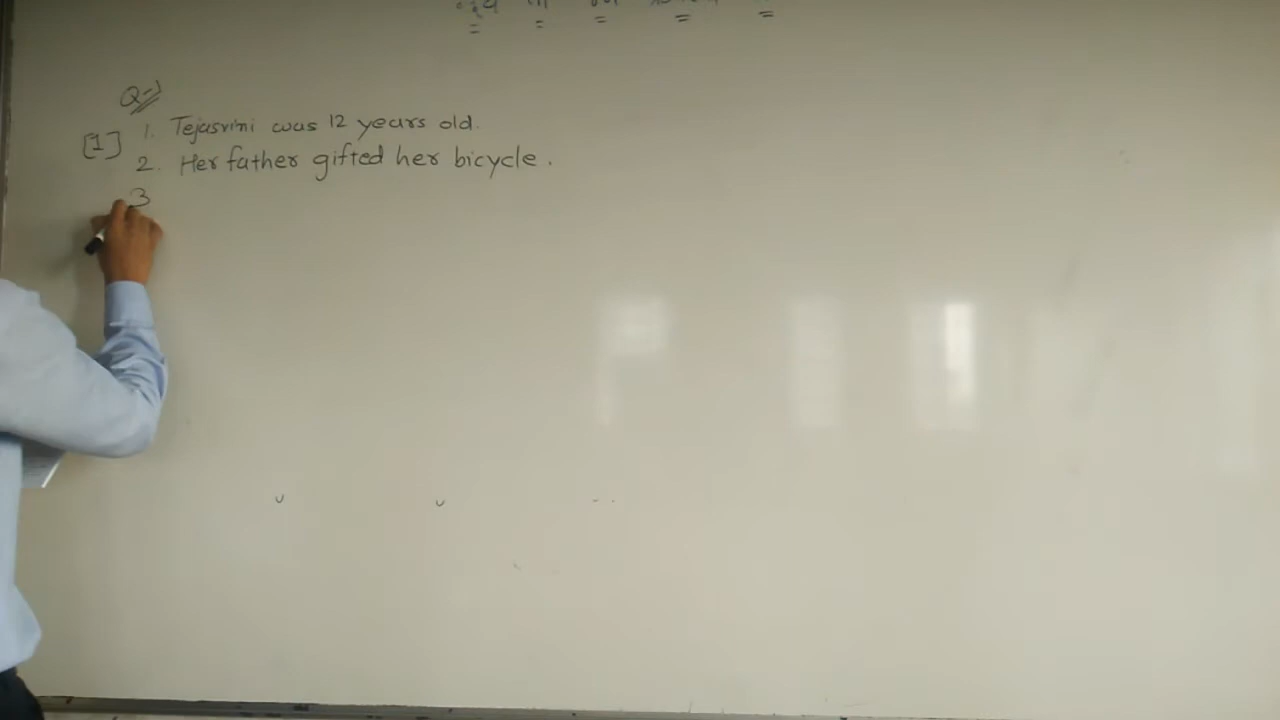 Q-1
[1] 1. Tejasvini was 12 years old.
2. Her father gifted her bicycle.
3